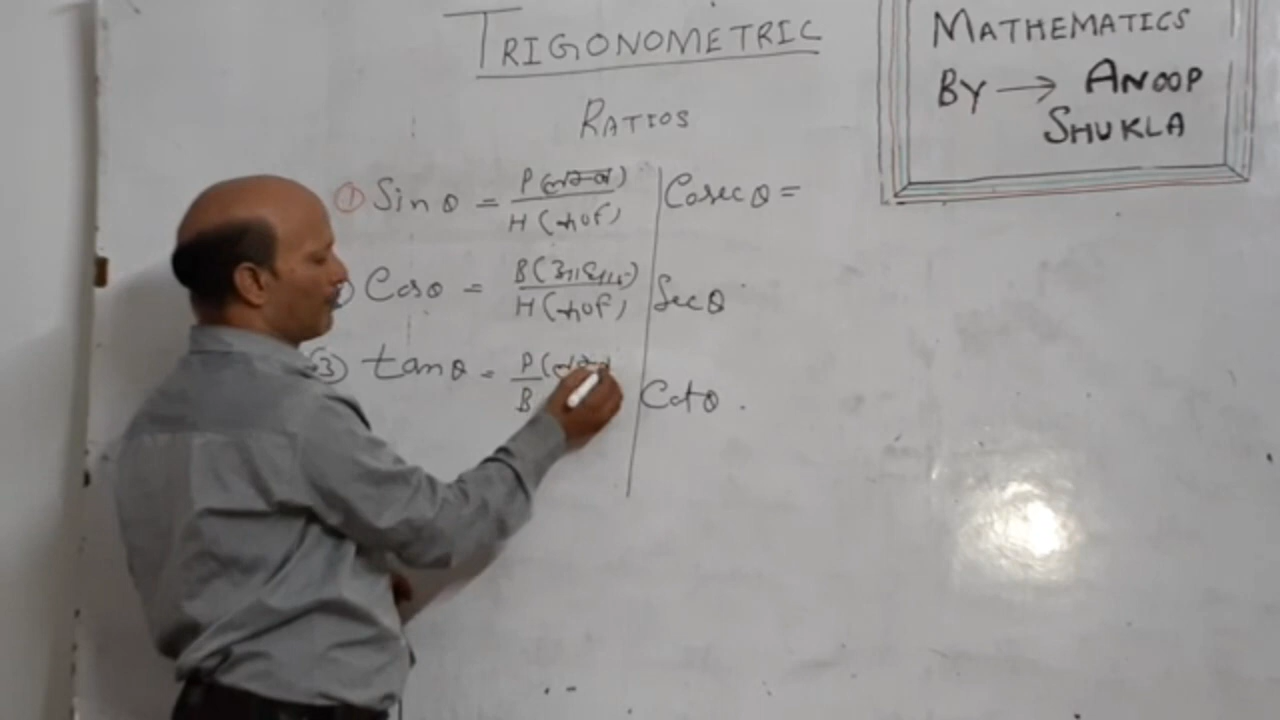 TRIGONOMETRIC
RATIOS
MATHEMATICS
BY → ANOOP
SHUKLA
① Sin θ = P (लम्ब) / H (कर्ण) | Cosec θ =
Cos θ = B (आधार) / H (कर्ण) | Sec θ
③ tan θ = P (लम्ब / B | Cot θ